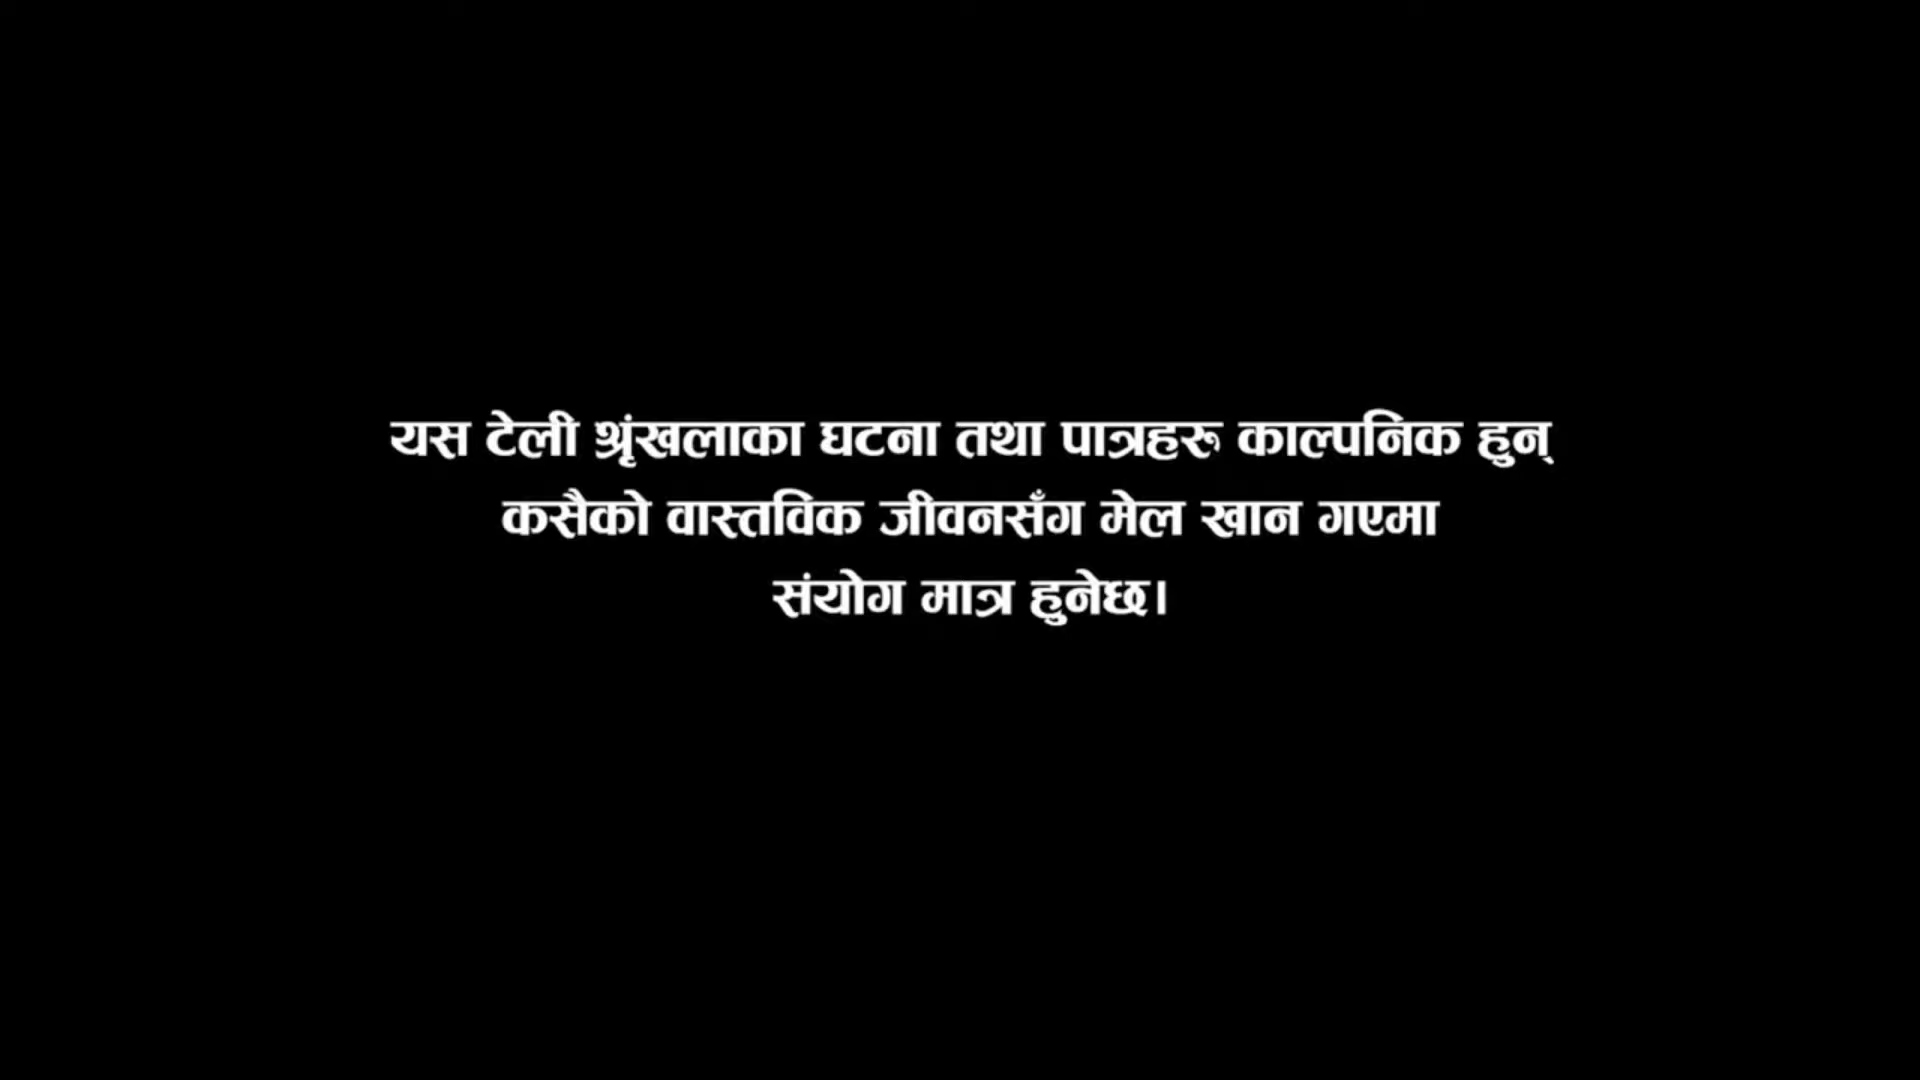 यस टेली श्रृंखलाका घटना तथा पात्रहरु काल्पनिक हुन्
कसैको वास्तविक जीवनसँग मेल खान गएमा
संयोग मात्र हुनेछ।